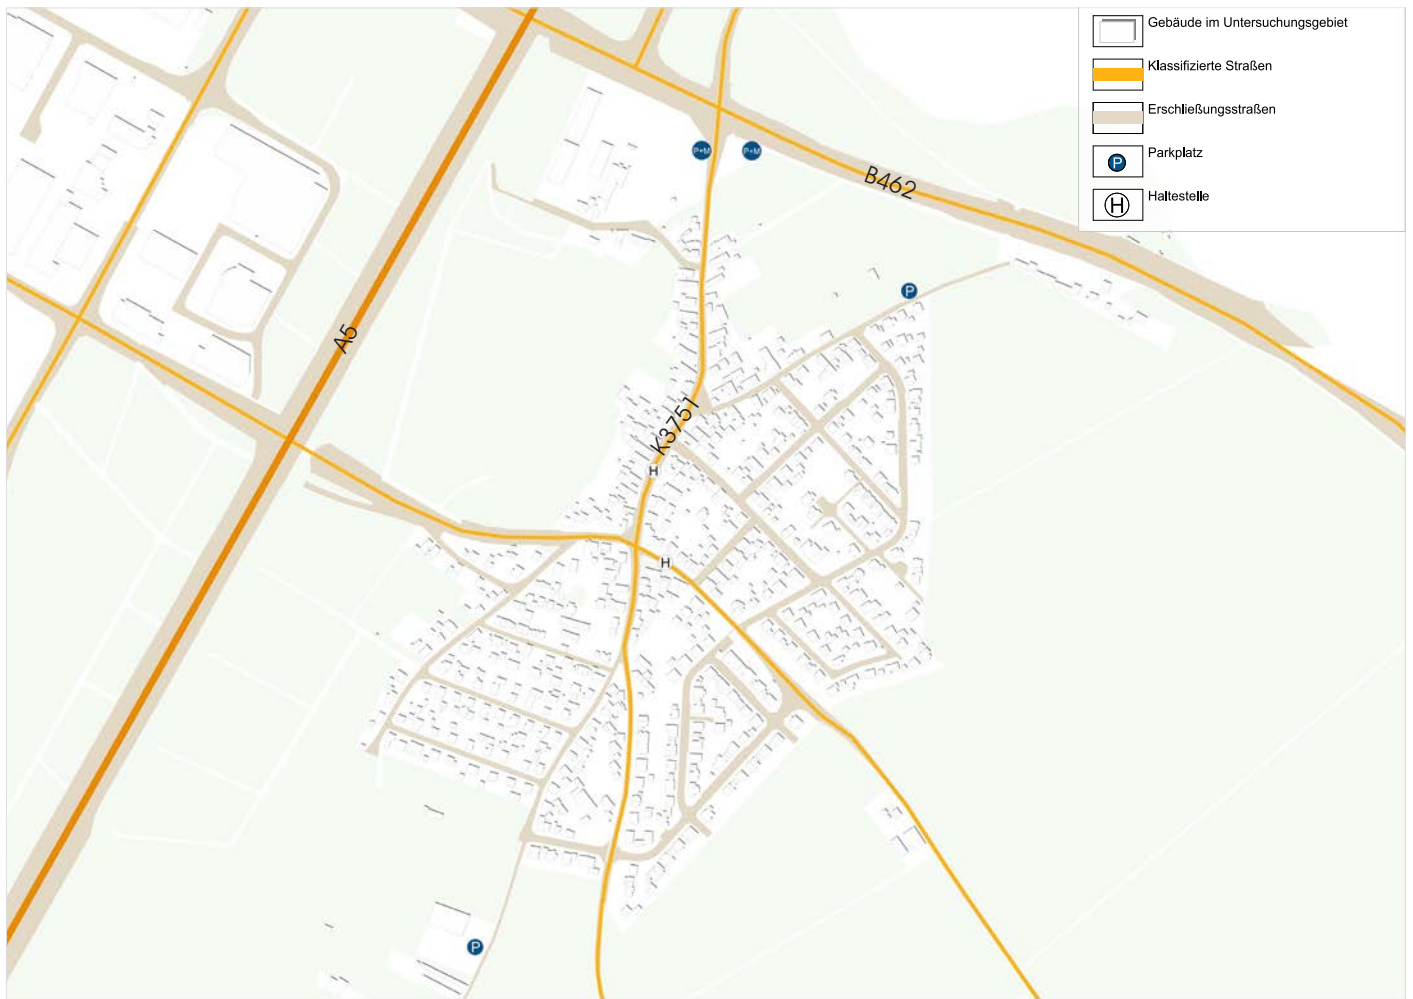 Gebäude im Untersuchungsgebiet
Klassifizierte Straßen
Erschließungsstraßen
P
Parkplatz
H
Haltestelle
P+M
P+M
B462
P
A5
K3751
H
H
P